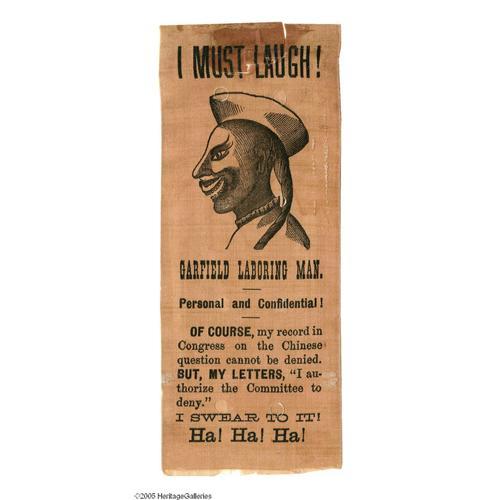 I MUST LAUGH!
GARFIELD LABORING MAN.
Personal and Confidential!
OF COURSE, my record in
Congress on the Chinese
question cannot be denied.
BUT, MY LETTERS, "I au-
thorize the Committee to
deny."
I SWEAR TO IT!
Ha! Ha! Ha!
©2005 HeritageGalleries